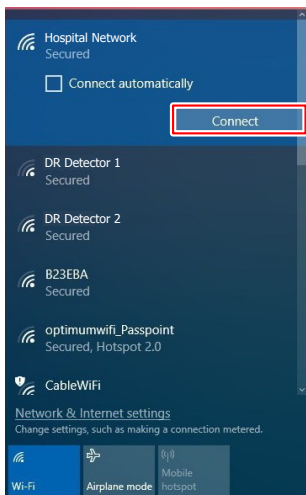 Hospital Network
Secured
Connect automatically
Connect
DR Detector 1
Secured
DR Detector 2
Secured
B23EBA
Secured
optimumwifi_Passpoint
Secured, Hotspot 2.0
CableWiFi
Network & Internet settings
Change settings, such as making a connection metered.
Wi-Fi
Airplane mode
Mobile
hotspot